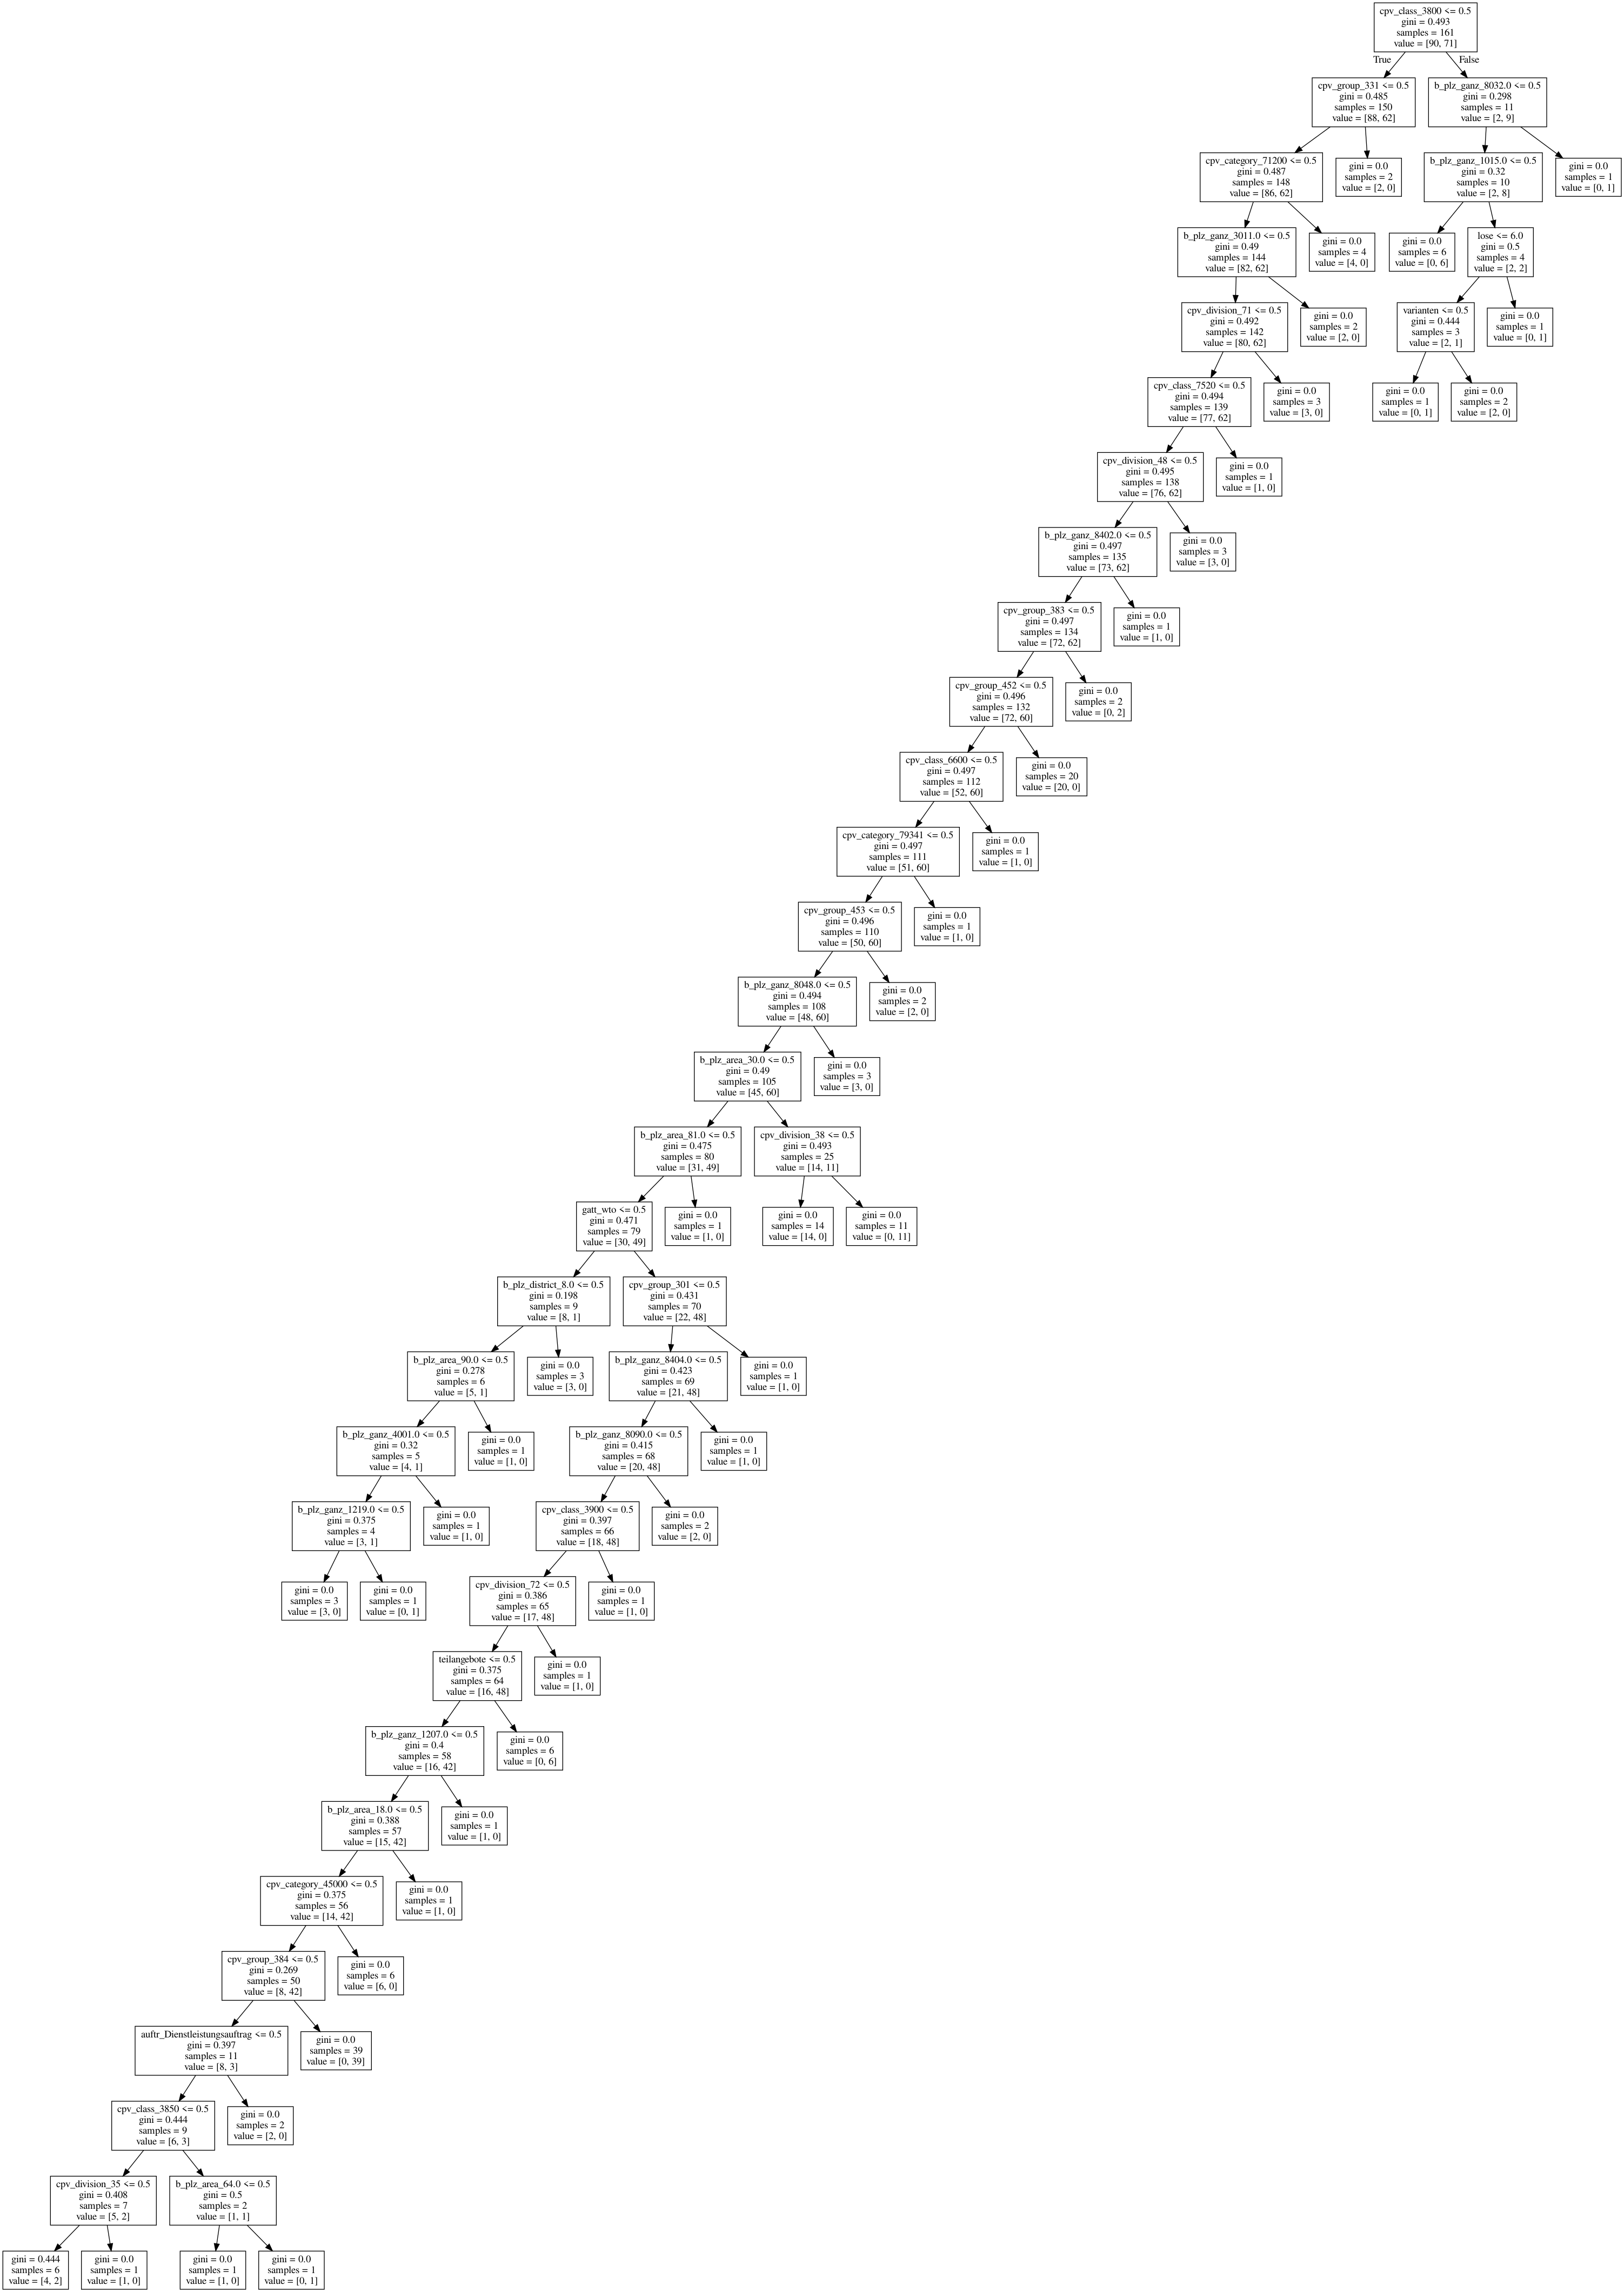 cpv_class_3800 <= 0.5
gini = 0.493
samples = 161
value = [90, 71]
True
False
cpv_group_331 <= 0.5
gini = 0.485
samples = 150
value = [88, 62]
b_plz_ganz_8032.0 <= 0.5
gini = 0.298
samples = 11
value = [2, 9]
cpv_category_71200 <= 0.5
gini = 0.487
samples = 148
value = [86, 62]
gini = 0.0
samples = 2
value = [2, 0]
b_plz_ganz_1015.0 <= 0.5
gini = 0.32
samples = 10
value = [2, 8]
gini = 0.0
samples = 1
value = [0, 1]
b_plz_ganz_3011.0 <= 0.5
gini = 0.49
samples = 144
value = [82, 62]
gini = 0.0
samples = 4
value = [4, 0]
gini = 0.0
samples = 6
value = [0, 6]
lose <= 6.0
gini = 0.5
samples = 4
value = [2, 2]
cpv_division_71 <= 0.5
gini = 0.492
samples = 142
value = [80, 62]
gini = 0.0
samples = 2
value = [2, 0]
varianten <= 0.5
gini = 0.444
samples = 3
value = [2, 1]
gini = 0.0
samples = 1
value = [0, 1]
cpv_class_7520 <= 0.5
gini = 0.494
samples = 139
value = [77, 62]
gini = 0.0
samples = 3
value = [3, 0]
gini = 0.0
samples = 1
value = [0, 1]
gini = 0.0
samples = 2
value = [2, 0]
cpv_division_48 <= 0.5
gini = 0.495
samples = 138
value = [76, 62]
gini = 0.0
samples = 1
value = [1, 0]
b_plz_ganz_8402.0 <= 0.5
gini = 0.497
samples = 135
value = [73, 62]
gini = 0.0
samples = 3
value = [3, 0]
cpv_group_383 <= 0.5
gini = 0.497
samples = 134
value = [72, 62]
gini = 0.0
samples = 1
value = [1, 0]
cpv_group_452 <= 0.5
gini = 0.496
samples = 132
value = [72, 60]
gini = 0.0
samples = 2
value = [0, 2]
cpv_class_6600 <= 0.5
gini = 0.497
samples = 112
value = [52, 60]
gini = 0.0
samples = 20
value = [20, 0]
cpv_category_79341 <= 0.5
gini = 0.497
samples = 111
value = [51, 60]
gini = 0.0
samples = 1
value = [1, 0]
cpv_group_453 <= 0.5
gini = 0.496
samples = 110
value = [50, 60]
gini = 0.0
samples = 1
value = [1, 0]
b_plz_ganz_8048.0 <= 0.5
gini = 0.494
samples = 108
value = [48, 60]
gini = 0.0
samples = 2
value = [2, 0]
b_plz_area_30.0 <= 0.5
gini = 0.49
samples = 105
value = [45, 60]
gini = 0.0
samples = 3
value = [3, 0]
b_plz_area_81.0 <= 0.5
gini = 0.475
samples = 80
value = [31, 49]
cpv_division_38 <= 0.5
gini = 0.493
samples = 25
value = [14, 11]
gatt_wto <= 0.5
gini = 0.471
samples = 79
value = [30, 49]
gini = 0.0
samples = 1
value = [1, 0]
gini = 0.0
samples = 14
value = [14, 0]
gini = 0.0
samples = 11
value = [0, 11]
b_plz_district_8.0 <= 0.5
gini = 0.198
samples = 9
value = [8, 1]
cpv_group_301 <= 0.5
gini = 0.431
samples = 70
value = [22, 48]
b_plz_area_90.0 <= 0.5
gini = 0.278
samples = 6
value = [5, 1]
gini = 0.0
samples = 3
value = [3, 0]
b_plz_ganz_8404.0 <= 0.5
gini = 0.423
samples = 69
value = [21, 48]
gini = 0.0
samples = 1
value = [1, 0]
b_plz_ganz_4001.0 <= 0.5
gini = 0.32
samples = 5
value = [4, 1]
gini = 0.0
samples = 1
value = [1, 0]
b_plz_ganz_8090.0 <= 0.5
gini = 0.415
samples = 68
value = [20, 48]
gini = 0.0
samples = 1
value = [1, 0]
b_plz_ganz_1219.0 <= 0.5
gini = 0.375
samples = 4
value = [3, 1]
gini = 0.0
samples = 1
value = [1, 0]
cpv_class_3900 <= 0.5
gini = 0.397
samples = 66
value = [18, 48]
gini = 0.0
samples = 2
value = [2, 0]
gini = 0.0
samples = 3
value = [3, 0]
gini = 0.0
samples = 1
value = [0, 1]
cpv_division_72 <= 0.5
gini = 0.386
samples = 65
value = [17, 48]
gini = 0.0
samples = 1
value = [1, 0]
teilangebote <= 0.5
gini = 0.375
samples = 64
value = [16, 48]
gini = 0.0
samples = 1
value = [1, 0]
b_plz_ganz_1207.0 <= 0.5
gini = 0.4
samples = 58
value = [16, 42]
gini = 0.0
samples = 6
value = [0, 6]
b_plz_area_18.0 <= 0.5
gini = 0.388
samples = 57
value = [15, 42]
gini = 0.0
samples = 1
value = [1, 0]
cpv_category_45000 <= 0.5
gini = 0.375
samples = 56
value = [14, 42]
gini = 0.0
samples = 1
value = [1, 0]
cpv_group_384 <= 0.5
gini = 0.269
samples = 50
value = [8, 42]
gini = 0.0
samples = 6
value = [6, 0]
auftr_Dienstleistungsauftrag <= 0.5
gini = 0.397
samples = 11
value = [8, 3]
gini = 0.0
samples = 39
value = [0, 39]
cpv_class_3850 <= 0.5
gini = 0.444
samples = 9
value = [6, 3]
gini = 0.0
samples = 2
value = [2, 0]
cpv_division_35 <= 0.5
gini = 0.408
samples = 7
value = [5, 2]
b_plz_area_64.0 <= 0.5
gini = 0.5
samples = 2
value = [1, 1]
gini = 0.444
samples = 6
value = [4, 2]
gini = 0.0
samples = 1
value = [1, 0]
gini = 0.0
samples = 1
value = [1, 0]
gini = 0.0
samples = 1
value = [0, 1]